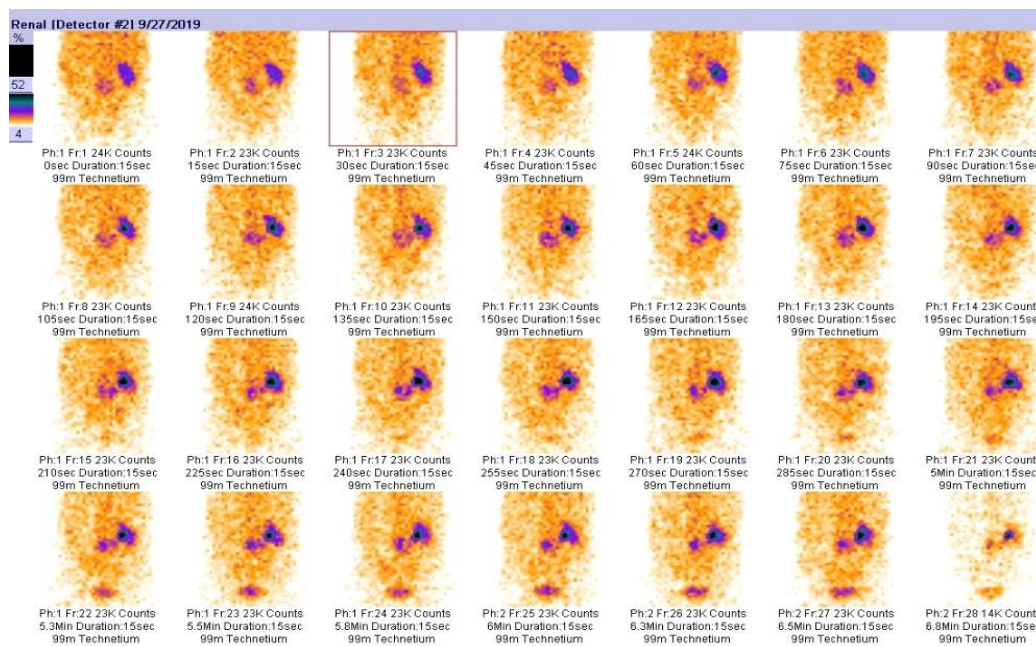 Renal [Detector #2] 9/27/2019
%
52
4
Ph:1 Fr:1 24K Counts
0sec Duration:15sec
99m Technetium
Ph:1 Fr:2 23K Counts
15sec Duration:15sec
99m Technetium
Ph:1 Fr:3 23K Counts
30sec Duration:15sec
99m Technetium
Ph:1 Fr:4 23K Counts
45sec Duration:15sec
99m Technetium
Ph:1 Fr:5 24K Counts
60sec Duration:15sec
99m Technetium
Ph:1 Fr:6 23K Counts
75sec Duration:15sec
99m Technetium
Ph:1 Fr:7 23K Counts
90sec Duration:15sec
99m Technetium
Ph:1 Fr:8 23K Counts
105sec Duration:15sec
99m Technetium
Ph:1 Fr:9 24K Counts
120sec Duration:15sec
99m Technetium
Ph:1 Fr:10 23K Counts
135sec Duration:15sec
99m Technetium
Ph:1 Fr:11 23K Counts
150sec Duration:15sec
99m Technetium
Ph:1 Fr:12 23K Counts
165sec Duration:15sec
99m Technetium
Ph:1 Fr:13 23K Counts
180sec Duration:15sec
99m Technetium
Ph:1 Fr:14 23K Counts
195sec Duration:15sec
99m Technetium
Ph:1 Fr:15 23K Counts
210sec Duration:15sec
99m Technetium
Ph:1 Fr:16 23K Counts
225sec Duration:15sec
99m Technetium
Ph:1 Fr:17 23K Counts
240sec Duration:15sec
99m Technetium
Ph:1 Fr:18 23K Counts
255sec Duration:15sec
99m Technetium
Ph:1 Fr:19 23K Counts
270sec Duration:15sec
99m Technetium
Ph:1 Fr:20 23K Counts
285sec Duration:15sec
99m Technetium
Ph:1 Fr:21 23K Counts
5Min Duration:15sec
99m Technetium
Ph:1 Fr:22 23K Counts
5.3Min Duration:15sec
99m Technetium
Ph:1 Fr:23 23K Counts
5.5Min Duration:15sec
99m Technetium
Ph:1 Fr:24 23K Counts
5.8Min Duration:15sec
99m Technetium
Ph:2 Fr:25 23K Counts
6Min Duration:15sec
99m Technetium
Ph:2 Fr:26 23K Counts
6.3Min Duration:15sec
99m Technetium
Ph:2 Fr:27 23K Counts
6.5Min Duration:15sec
99m Technetium
Ph:2 Fr:28 14K Counts
6.8Min Duration:15sec
99m Technetium